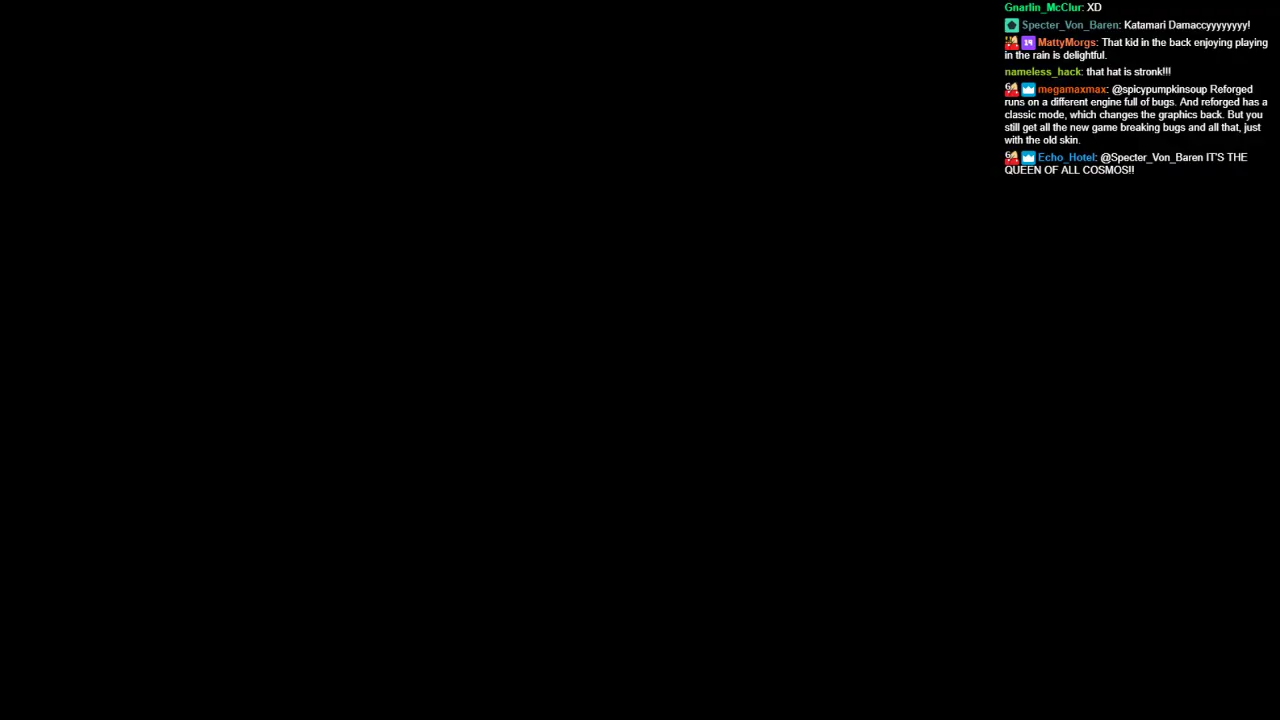 Gnarlin_McClur: XD
Specter_Von_Baren: Katamari Damaccyyyyyyyy!
19 MattyMorgs: That kid in the back enjoying playing
in the rain is delightful.
nameless_hack: that hat is stronk!!!
6 megamaxmax: @spicypumpkinsoup Reforged
runs on a different engine full of bugs. And reforged has a
classic mode, which changes the graphics back. But you
still get all the new game breaking bugs and all that, just
with the old skin.
6 Echo_Hotel: @Specter_Von_Baren IT'S THE
QUEEN OF ALL COSMOS!!